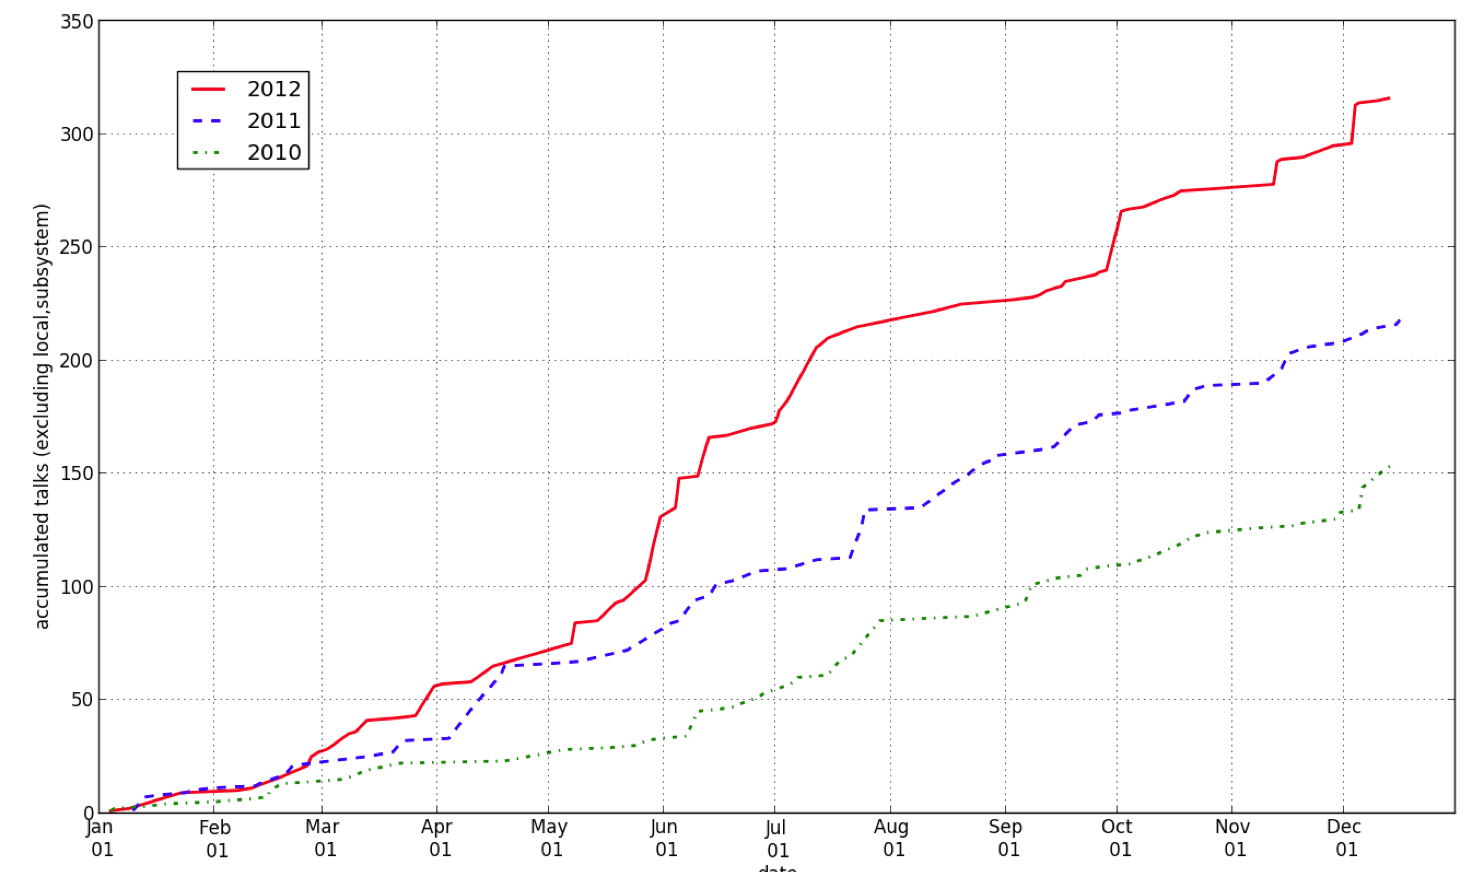 350
300
250
200
150
100
50
0
accumulated talks (excluding local,subsystem)
2012
2011
2010
Jan 01
Feb 01
Mar 01
Apr 01
May 01
Jun 01
Jul 01
Aug 01
Sep 01
Oct 01
Nov 01
Dec 01
date